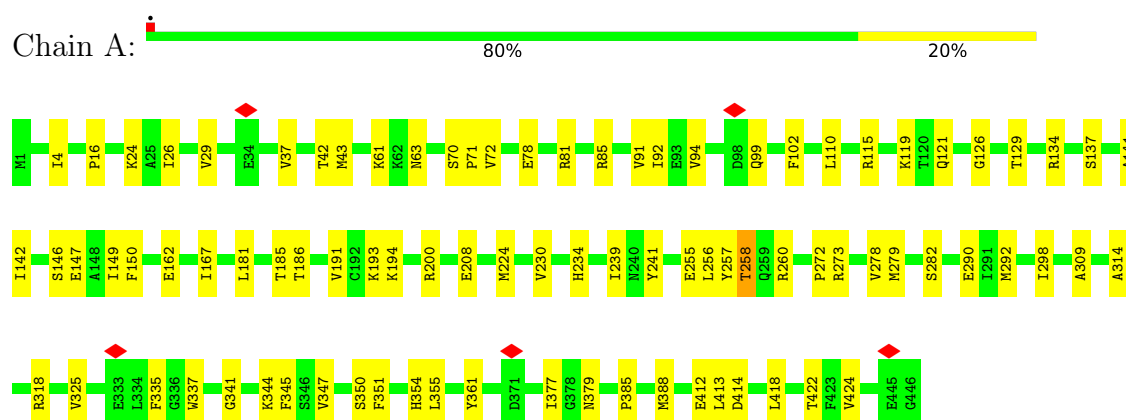 Chain A:
80% 20%
M1 I4 P16 K24 A25 I26 V29 E34 V37 T42 M43 K61 K62 N63 S70 P71 V72 E78 R81 R85 V91 I92 E93 V94 D98 Q99 F102 L110 R115 K119 T120 Q121 G126 T129 R134 S137
I142 S146 E147 A148 I149 F150 E162 I167 L181 T185 T186 V191 C192 K193 K194 R200 E208 M224 V230 H234 I239 N240 Y241 E255 L256 Y257 T258 Q259 R260 P272 R273 V278 M279 S282 E290 I291 M292 I298 A309 A314
R318 V325 E333 L334 F335 G336 W337 G341 K344 F345 S346 V347 S350 F351 H354 L355 Y361 D371 I377 G378 N379 P385 M388 E412 L413 D414 L418 T422 F423 V424 E445 G446